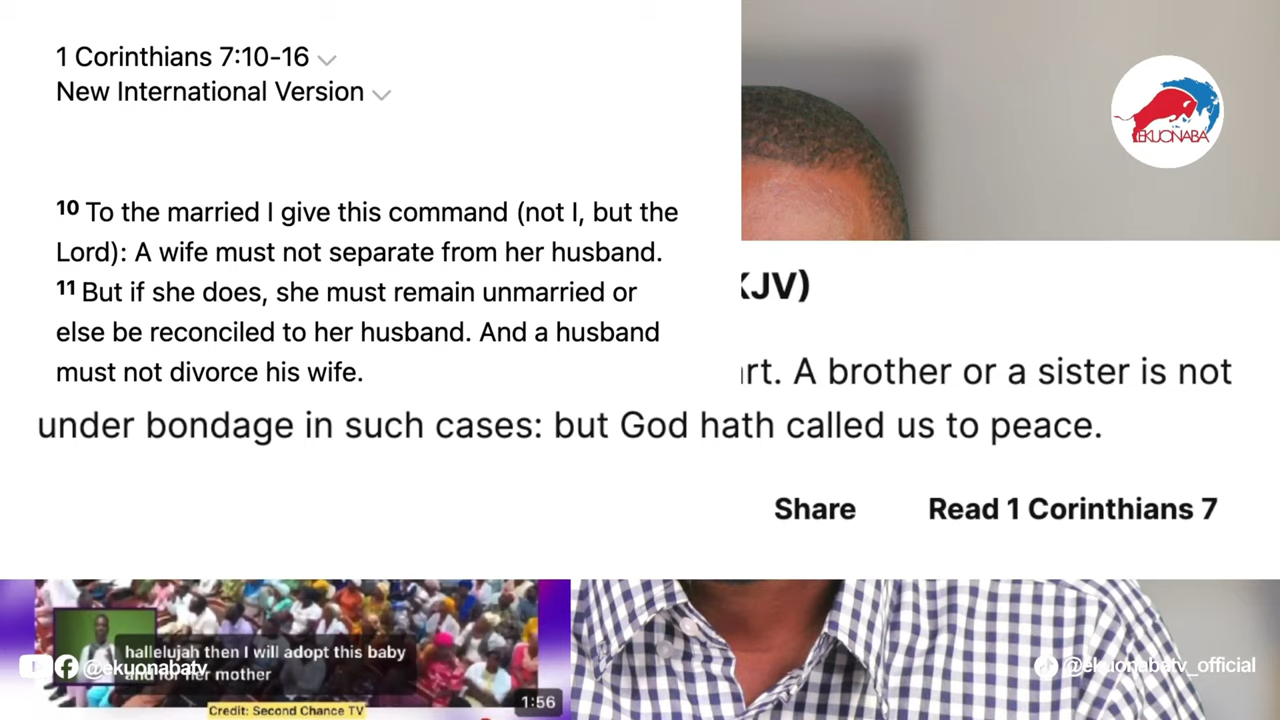 1 Corinthians 7:10-16
New International Version
10 To the married I give this command (not I, but the
Lord): A wife must not separate from her husband.
11 But if she does, she must remain unmarried or
else be reconciled to her husband. And a husband
must not divorce his wife.
EKUONABA
KJV)
rt. A brother or a sister is not
under bondage in such cases: but God hath called us to peace.
Share
Read 1 Corinthians 7
hallelujah then I will adopt this baby
and for her mother
@ekuonabatv
1:56
Credit: Second Chance TV
@ekuonabatv_official